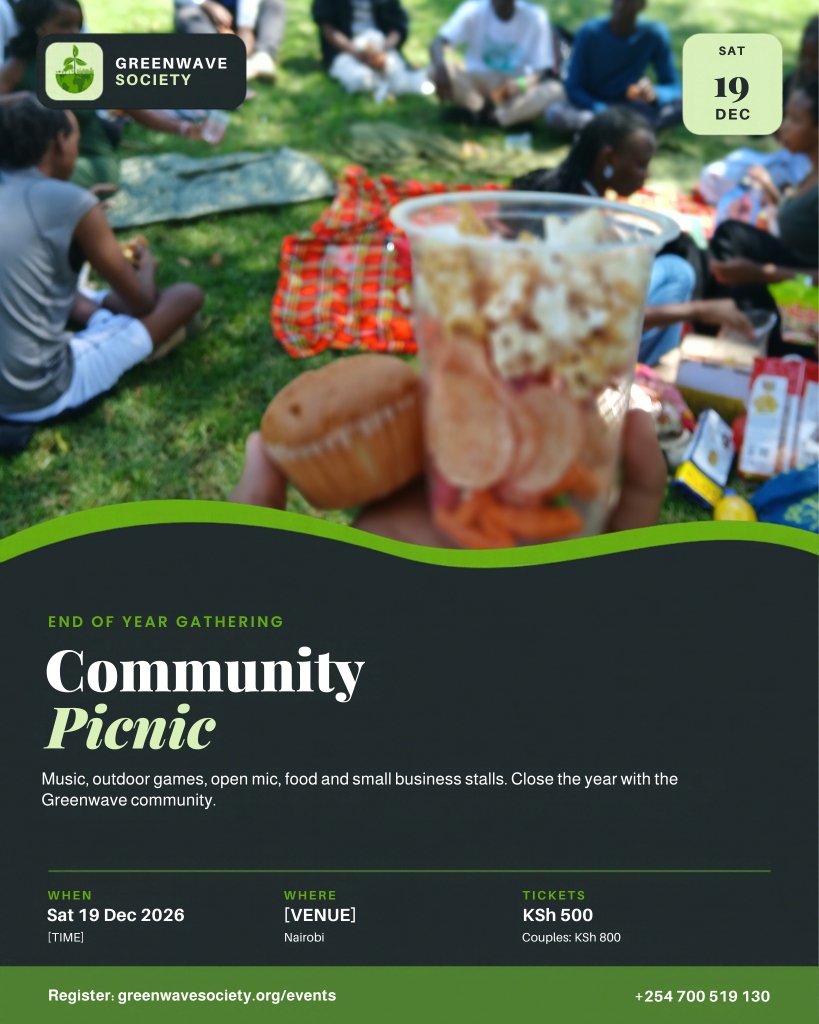 GREENWAVE
SOCIETY
SAT
19
DEC
END OF YEAR GATHERING
Community
Picnic
Music, outdoor games, open mic, food and small business stalls. Close the year with the
Greenwave community.
WHEN
Sat 19 Dec 2026
[TIME]
WHERE
[VENUE]
Nairobi
TICKETS
KSh 500
Couples: KSh 800
Register: greenwavesociety.org/events
+254 700 519 130